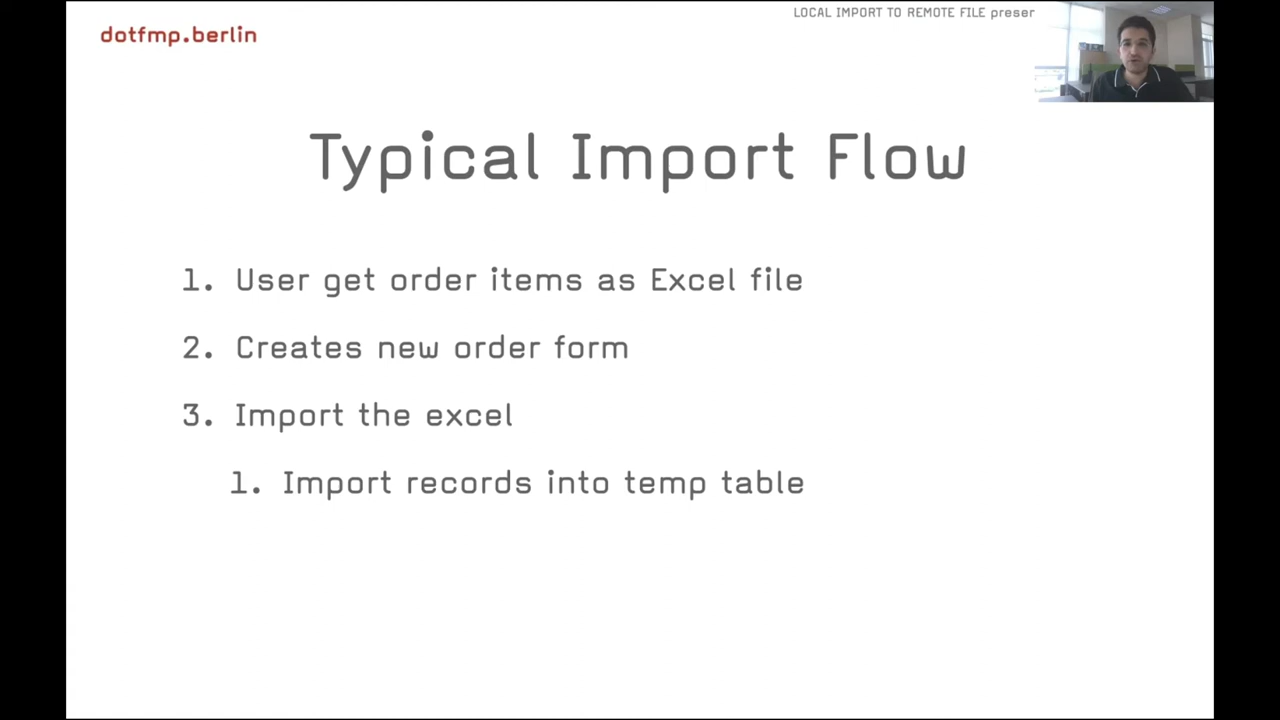 dotfmp.berlin
LOCAL IMPORT TO REMOTE FILE preser
Typical Import Flow
1. User get order items as Excel file
2. Creates new order form
3. Import the excel
1. Import records into temp table